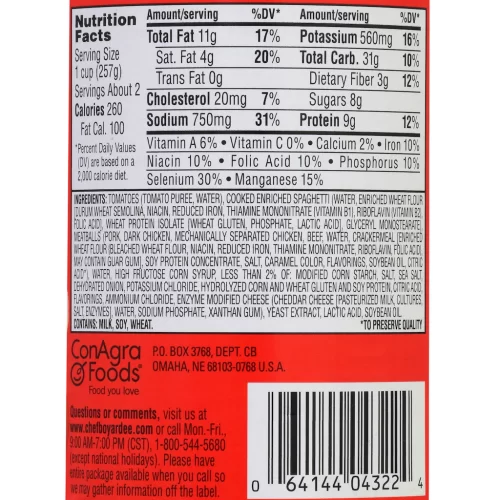 Nutrition
Facts
Serving Size
1 cup (257g)
Servings About 2
Calories 260
Fat Cal. 100
*Percent Daily Values
(DV) are based on a
2,000 calorie diet.
Amount/serving %DV* Amount/serving %DV*
Total Fat 11g 17% Potassium 560mg 16%
Sat. Fat 4g 20% Total Carb. 31g 10%
Trans Fat 0g Dietary Fiber 3g 12%
Cholesterol 20mg 7% Sugars 8g
Sodium 750mg 31% Protein 9g 12%
Vitamin A 6% • Vitamin C 0% • Calcium 2% • Iron 10%
Niacin 10% • Folic Acid 10% • Phosphorus 10%
Selenium 30% • Manganese 15%
INGREDIENTS: TOMATOES (TOMATO PUREE, WATER), COOKED ENRICHED SPAGHETTI (WATER, ENRICHED WHEAT FLOUR
(DURUM WHEAT SEMOLINA, NIACIN, REDUCED IRON, THIAMINE MONONITRATE (VITAMIN B1), RIBOFLAVIN (VITAMIN B2),
FOLIC ACID), WHEAT PROTEIN ISOLATE [WHEAT GLUTEN, PHOSPHATE, LACTIC ACID], GLYCERYL MONOSTEARATE),
MEATBALLS (PORK, DARK CHICKEN, MECHANICALLY SEPARATED CHICKEN, BEEF, WATER, CRACKERMEAL (ENRICHED
WHEAT FLOUR (BLEACHED WHEAT FLOUR, NIACIN, REDUCED IRON, THIAMINE MONONITRATE, RIBOFLAVIN, FOLIC ACID),
MAY CONTAIN GUAR GUM), SOY PROTEIN CONCENTRATE, SALT, CARAMEL COLOR, FLAVORINGS, SOYBEAN OIL, CITRIC
ACID*), WATER, HIGH FRUCTOSE CORN SYRUP, LESS THAN 2% OF: MODIFIED CORN STARCH, SALT, SEA SALT,
DEHYDRATED ONION, POTASSIUM CHLORIDE, HYDROLYZED CORN AND WHEAT GLUTEN AND SOY PROTEIN, CITRIC ACID,
FLAVORINGS, AMMONIUM CHLORIDE, ENZYME MODIFIED CHEESE (CHEDDAR CHEESE (PASTEURIZED MILK, CULTURES,
SALT, ENZYMES), WATER, SODIUM PHOSPHATE, XANTHAN GUM), YEAST EXTRACT, LACTIC ACID, SOYBEAN OIL.
CONTAINS: MILK, SOY, WHEAT. *TO PRESERVE QUALITY
ConAgra
Foods®
Food you love.
P.O. BOX 3768, DEPT. CB
OMAHA, NE 68103-0768 U.S.A.
Questions or comments, visit us at
www.chefboyardee.com or call Mon.-Fri.,
9:00 AM-7:00 PM (CST), 1-800-544-5680
(except national holidays). Please have
entire package available when you call so
we may gather information off the label.
0 64144 04322 4